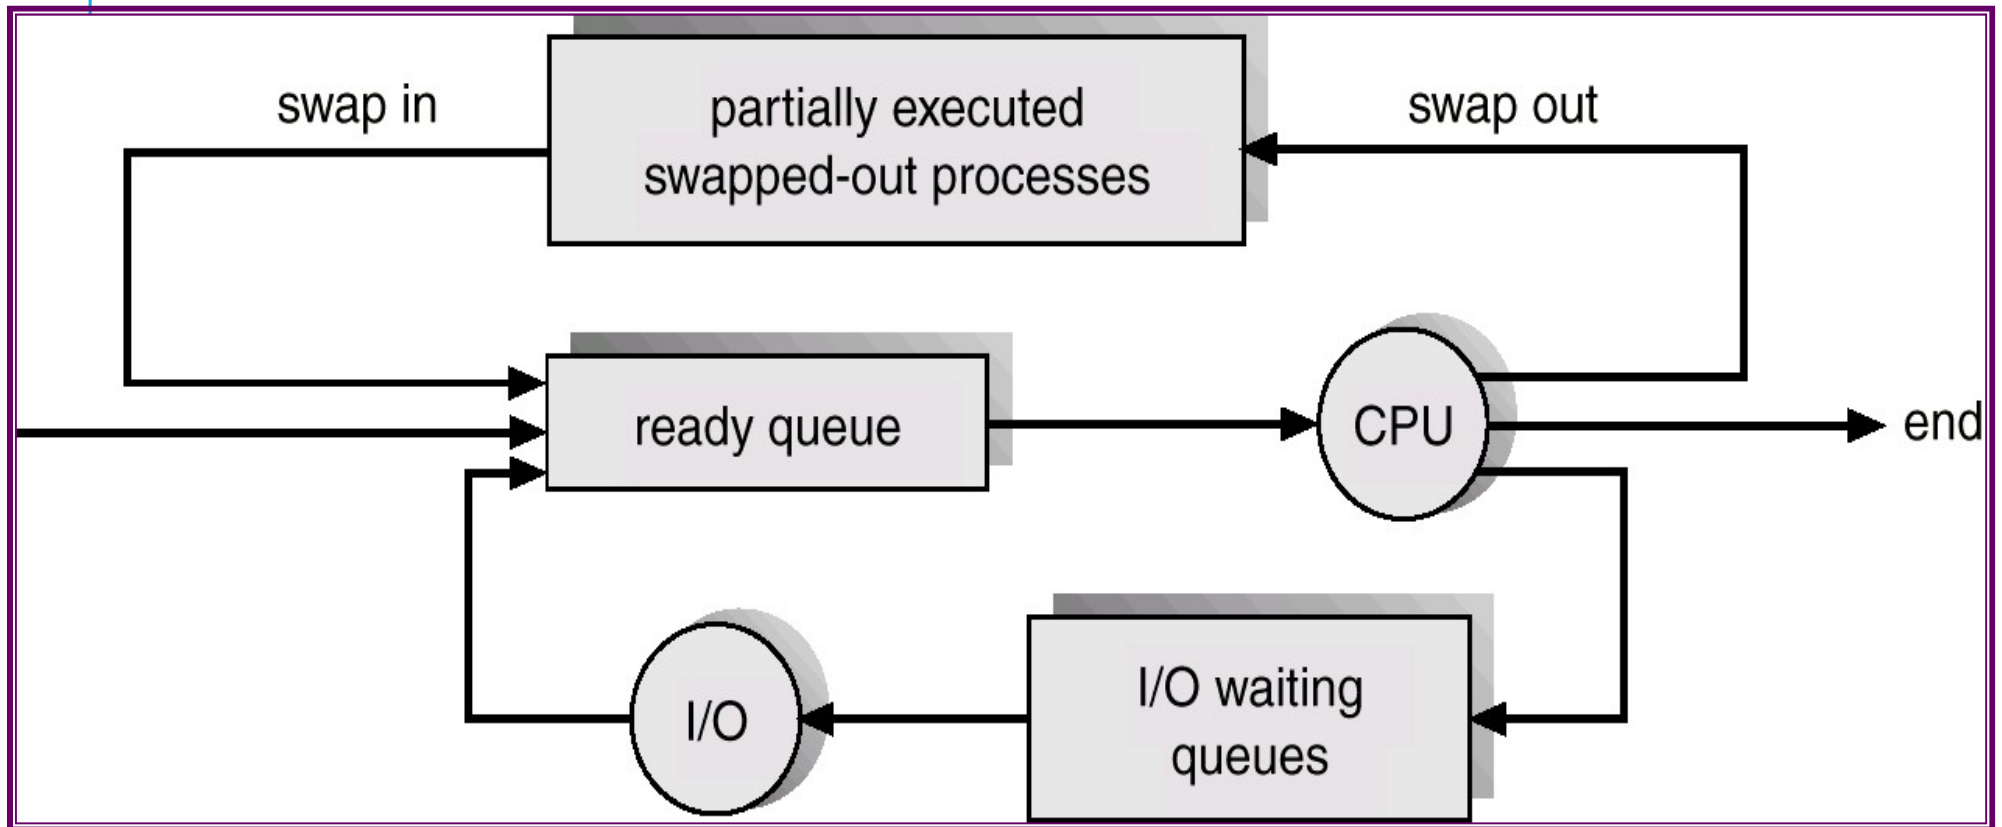 swap in
partially executed
swapped-out processes
swap out
ready queue
CPU
end
I/O
I/O waiting
queues